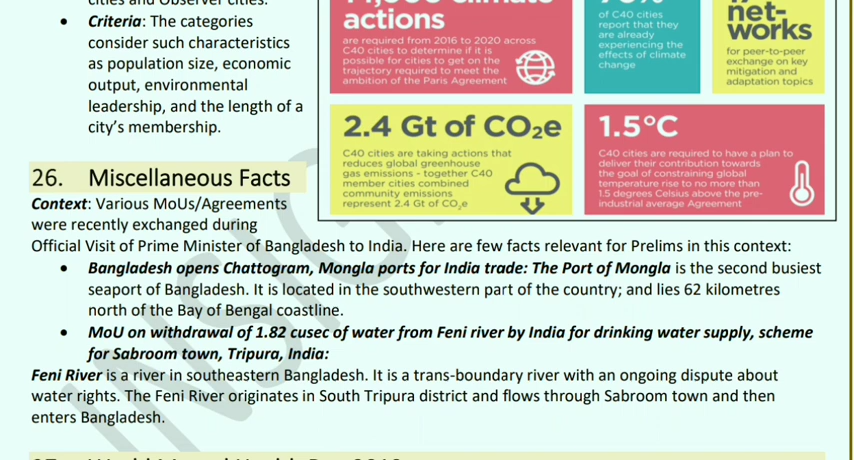 cities and Observer cities.
• Criteria: The categories
consider such characteristics
as population size, economic
output, environmental
leadership, and the length of a
city's membership.
actions
are required from 2016 to 2020 across
C40 cities to determine if it is
possible for cities to get on the
trajectory required to meet the
ambition of the Paris Agreement
of C40 cities
report that they
are already
experiencing the
effects of climate
change
net-
works
for peer-to-peer
exchange on key
mitigation and
adaptation topics
2.4 Gt of CO₂e
C40 cities are taking actions that
reduces global greenhouse
gas emissions - together C40
member cities combined
community emissions
represent 2.4 Gt of CO₂e
1.5°C
C40 cities are required to have a plan to
deliver their contribution towards
the goal of constraining global
temperature rise to no more than
1.5 degrees Celsius above the pre-
industrial average Agreement
26. Miscellaneous Facts
Context: Various MoUs/Agreements
were recently exchanged during
Official Visit of Prime Minister of Bangladesh to India. Here are few facts relevant for Prelims in this context:
• Bangladesh opens Chattogram, Mongla ports for India trade: The Port of Mongla is the second busiest
seaport of Bangladesh. It is located in the southwestern part of the country; and lies 62 kilometres
north of the Bay of Bengal coastline.
• MoU on withdrawal of 1.82 cusec of water from Feni river by India for drinking water supply, scheme
for Sabroom town, Tripura, India:
Feni River is a river in southeastern Bangladesh. It is a trans-boundary river with an ongoing dispute about
water rights. The Feni River originates in South Tripura district and flows through Sabroom town and then
enters Bangladesh.